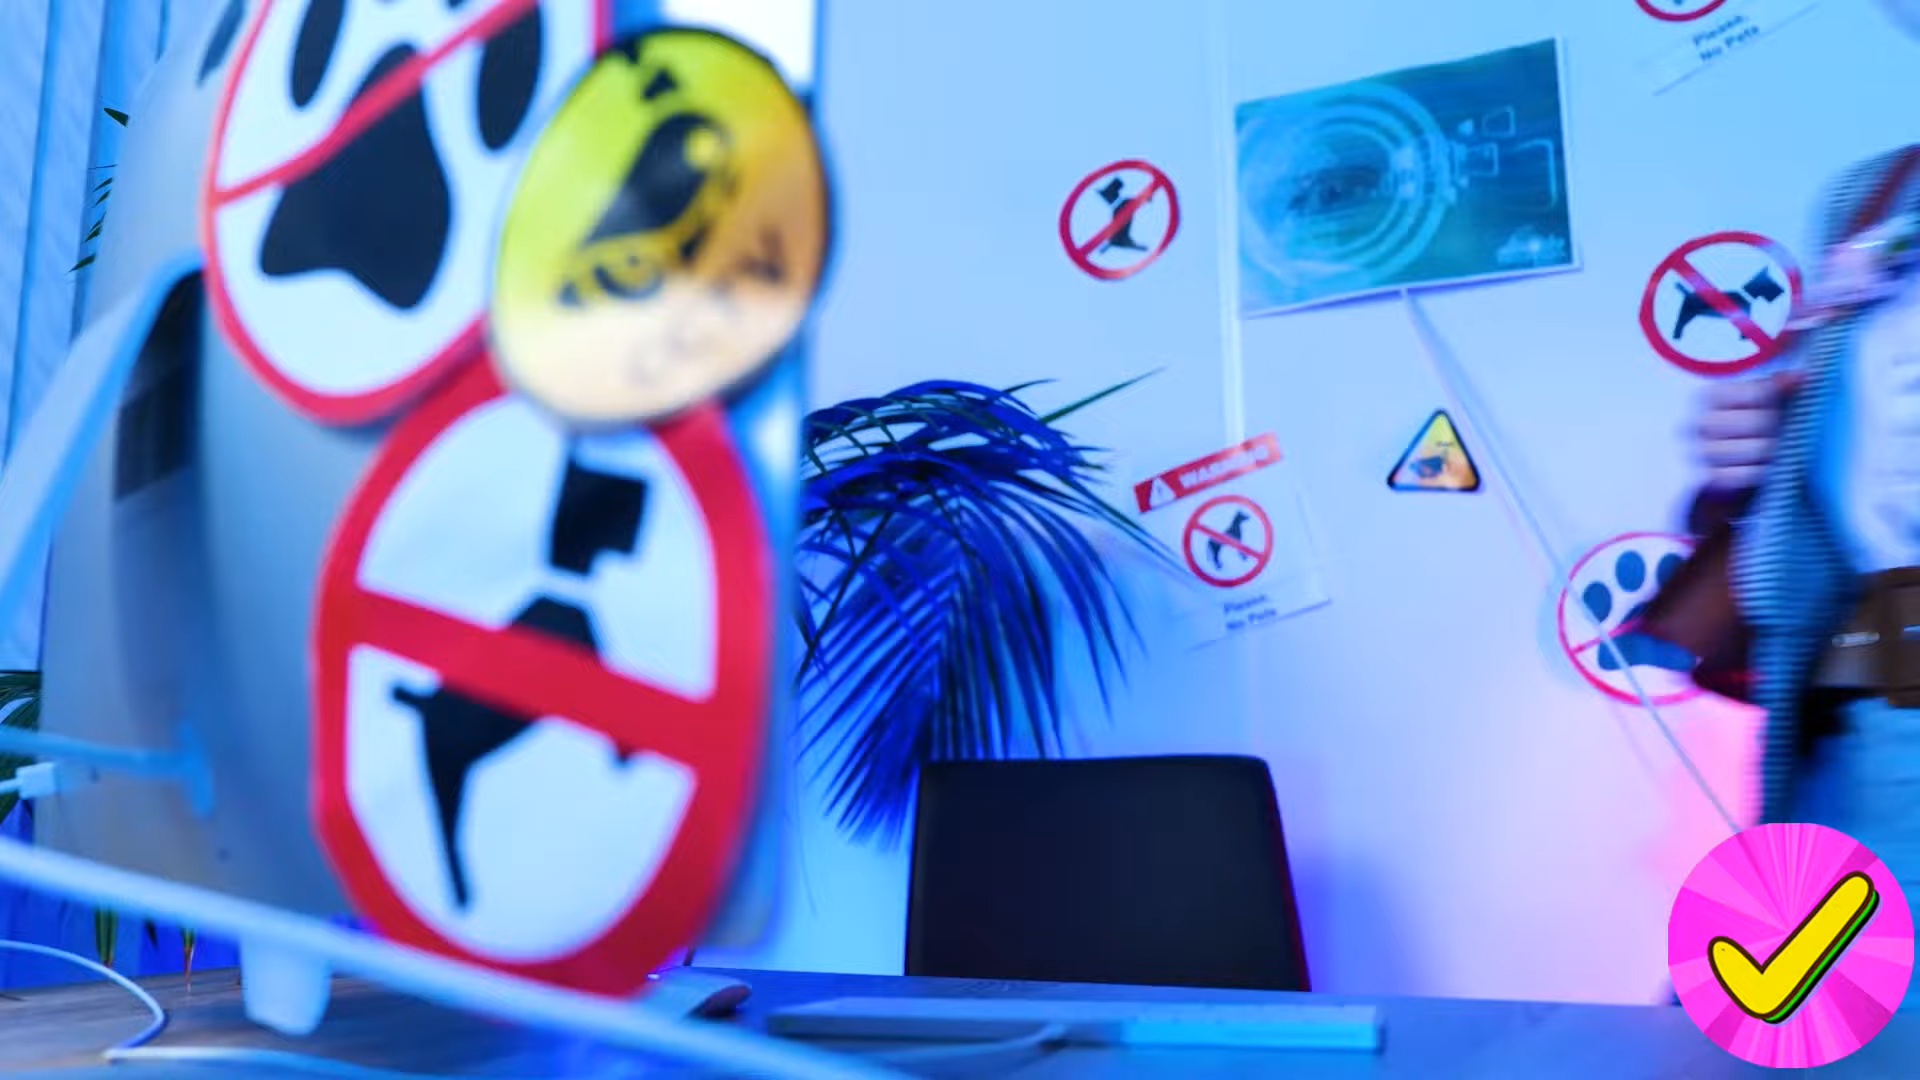 Please,
No Pets
WARNING
Please,
No Pets